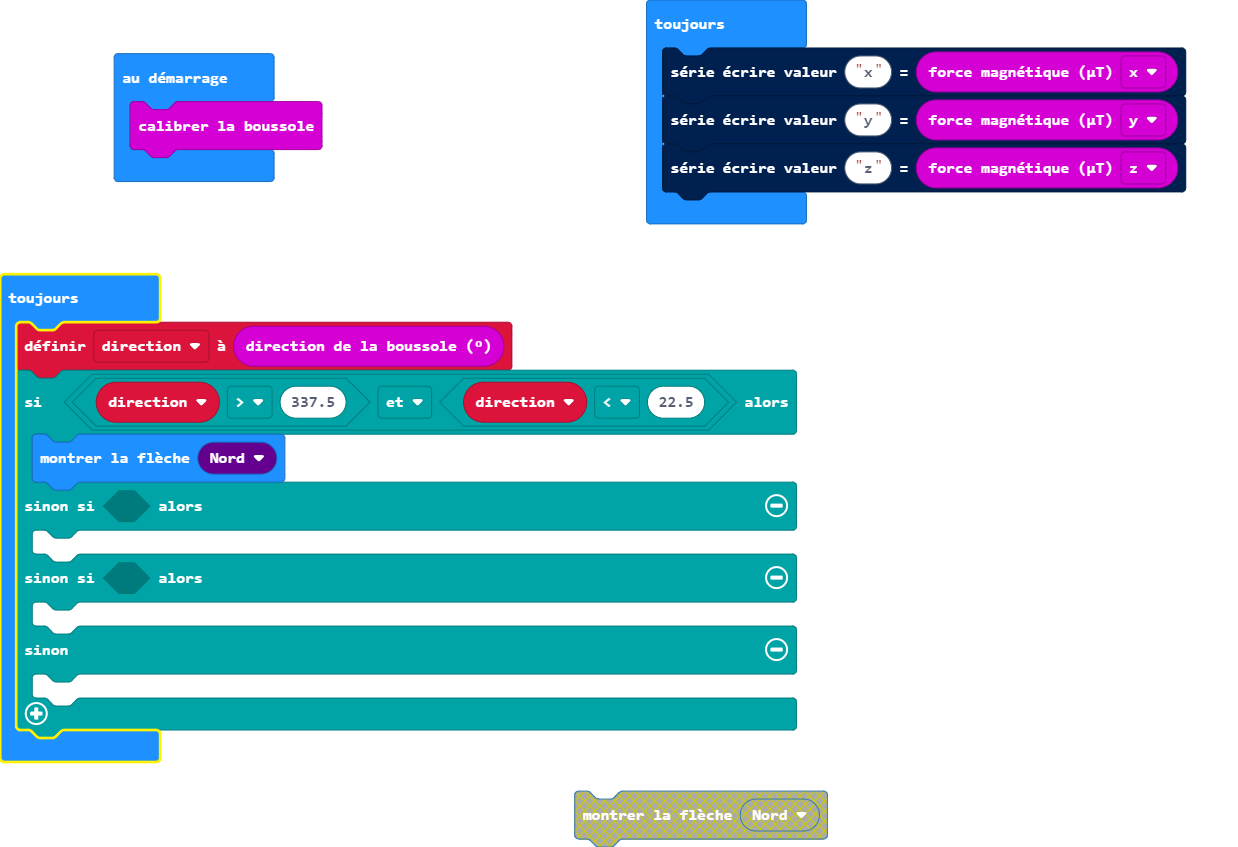 au démarrage
calibrer la boussole
toujours
série écrire valeur "x" = force magnétique (µT) x
série écrire valeur "y" = force magnétique (µT) y
série écrire valeur "z" = force magnétique (µT) z
toujours
définir direction à direction de la boussole (º)
si direction > 337.5 et direction < 22.5 alors
montrer la flèche Nord
sinon si alors
sinon si alors
sinon
montrer la flèche Nord